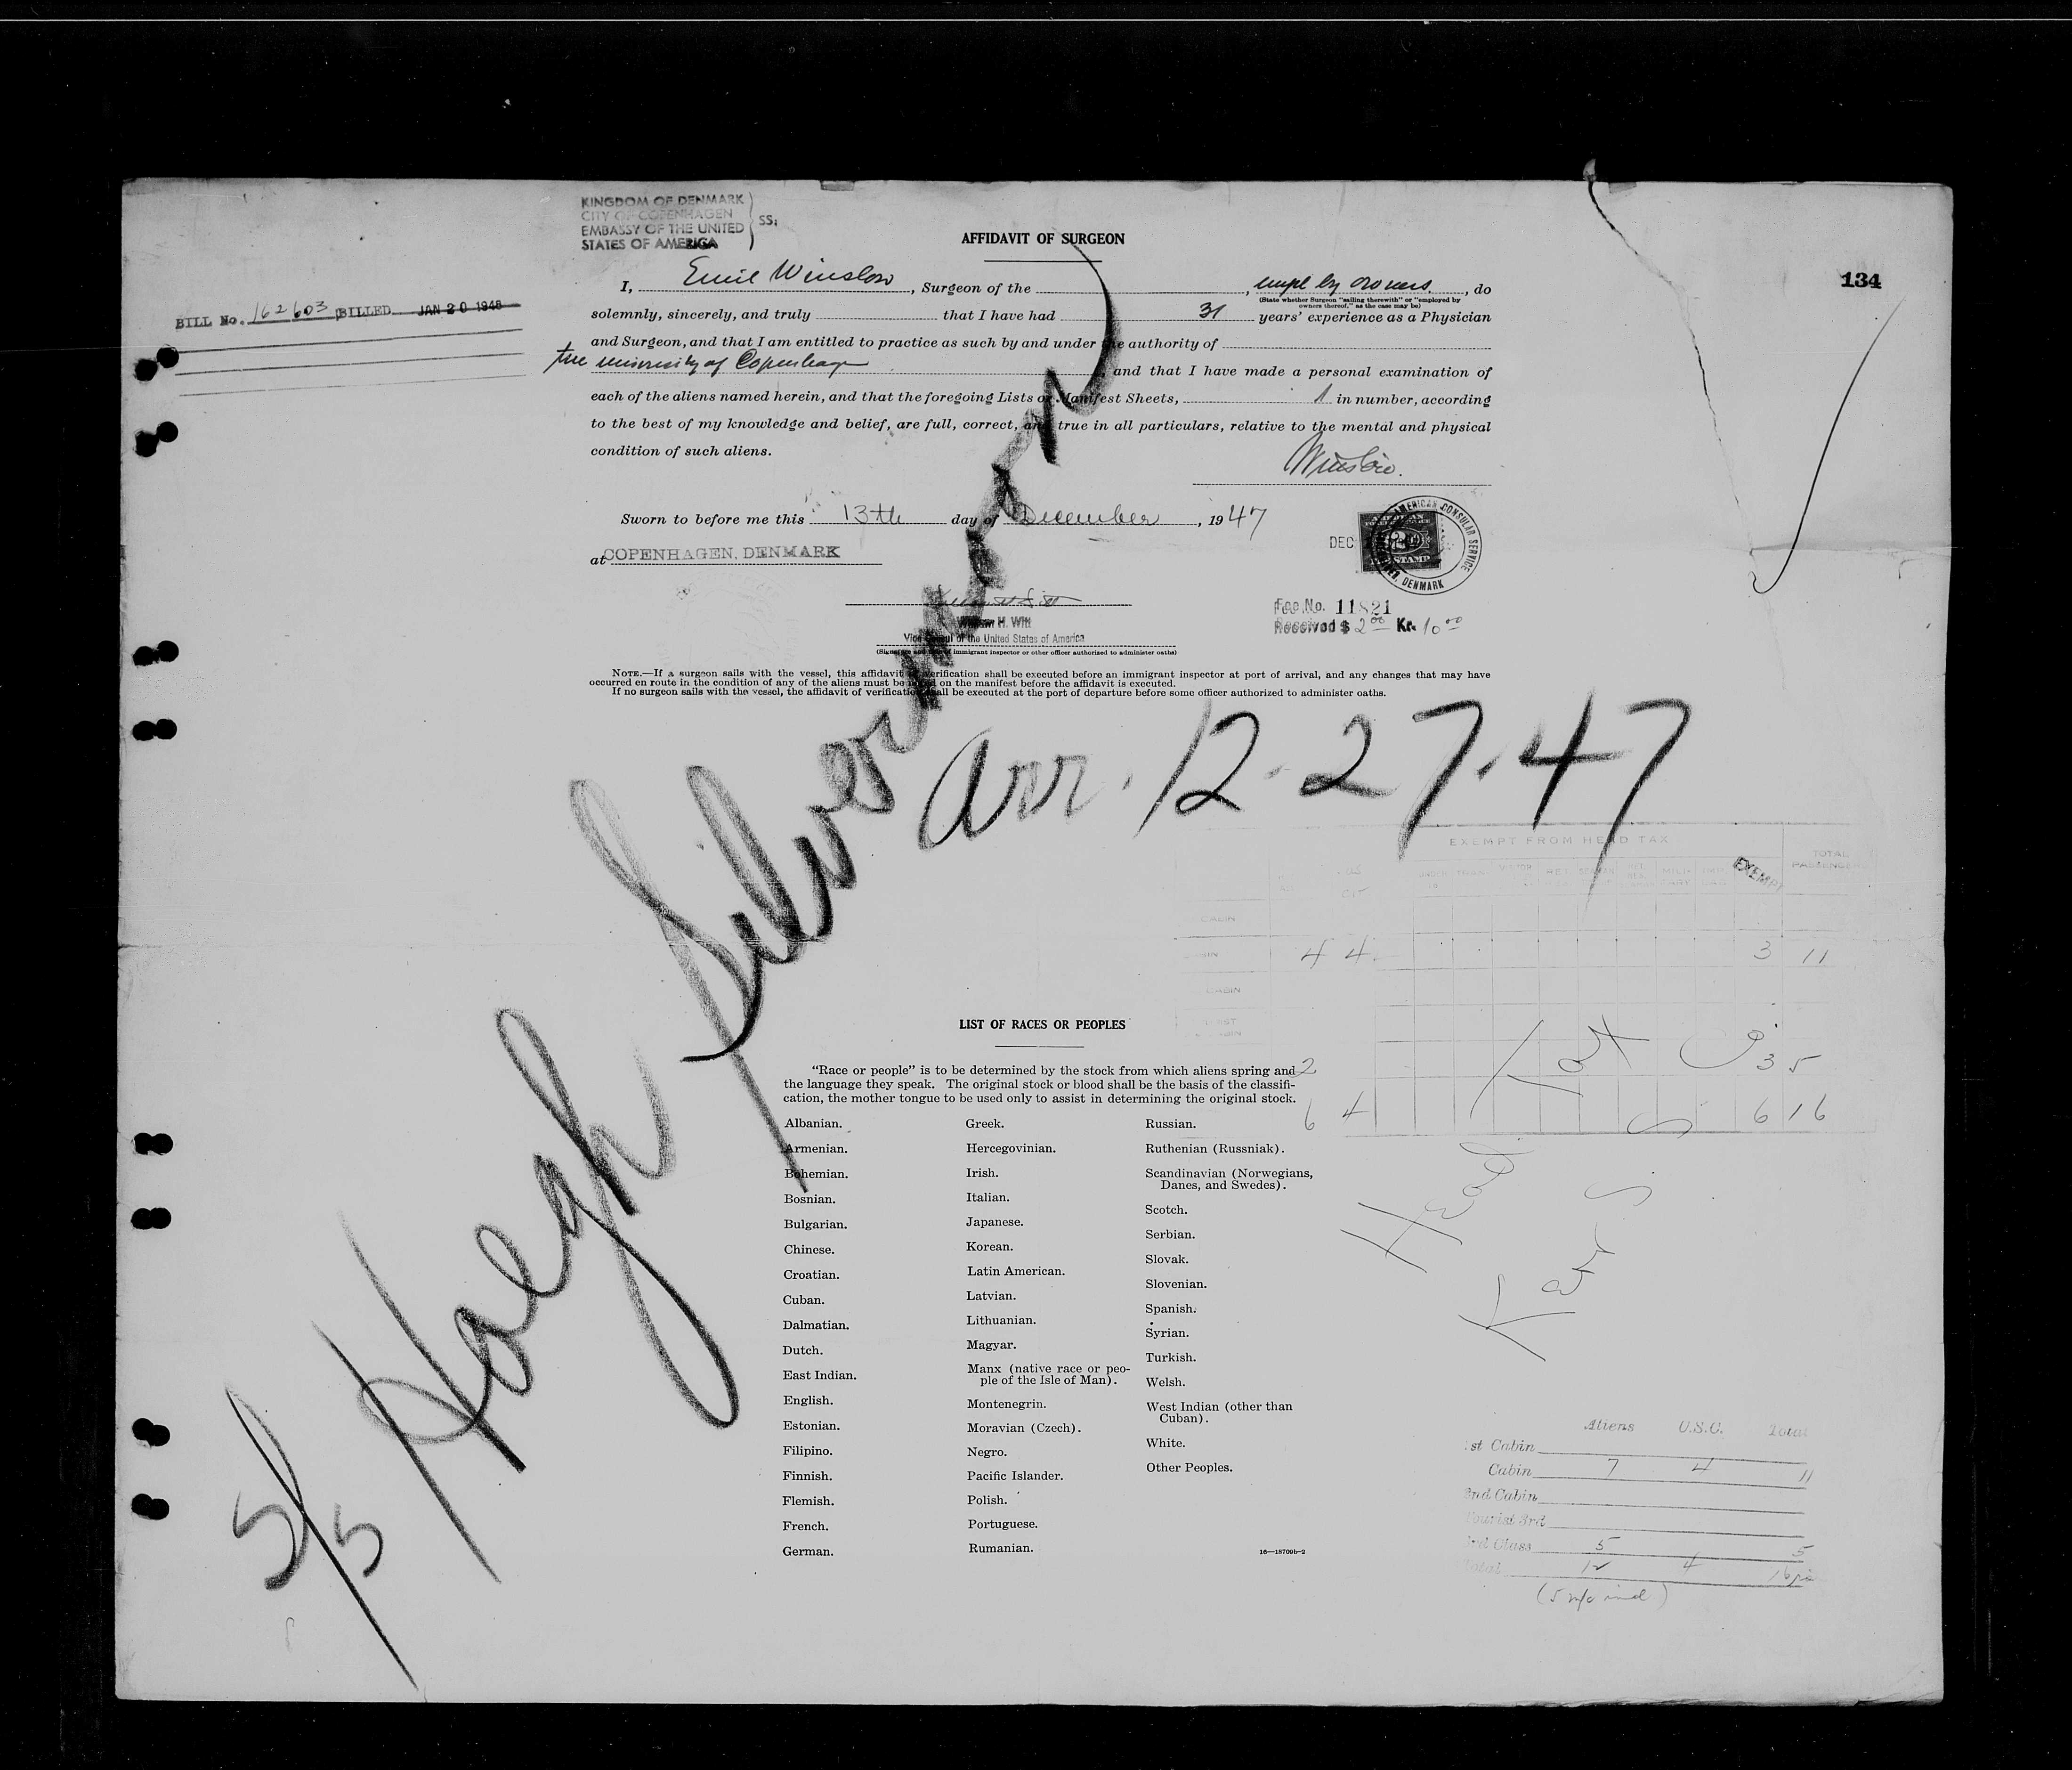 KINGDOM OF DENMARK
CITY OF COPENHAGEN
EMBASSY OF THE UNITED
STATES OF AMERICA
SS:
AFFIDAVIT OF SURGEON
134
BILL No. 162603 BILLED JAN 20 1948
I, Emil Winslow, Surgeon of the , empl by owners, do
(State whether Surgeon "sailing therewith" or "employed by
owners thereof," as the case may be)
solemnly, sincerely, and truly that I have had 31 years' experience as a Physician
and Surgeon, and that I am entitled to practice as such by and under the authority of
the university of Copenhagen, and that I have made a personal examination of
each of the aliens named herein, and that the foregoing Lists or Manifest Sheets, 1 in number, according
to the best of my knowledge and belief, are full, correct, and true in all particulars, relative to the mental and physical
condition of such aliens.
Winslow.
Sworn to before me this 13th day of December, 1947
at COPENHAGEN, DENMARK
DEC
AMERICAN CONSULAR SERVICE
DENMARK
William H. Witt
Vice Consul of the United States of America
(Signature and title of immigrant inspector or other officer authorized to administer oaths)
Fee No. 11821
Received $ 2.00 Kr. 10.00
NOTE.—If a surgeon sails with the vessel, this affidavit of verification shall be executed before an immigrant inspector at port of arrival, and any changes that may have
occurred en route in the condition of any of the aliens must be noted on the manifest before the affidavit is executed.
If no surgeon sails with the vessel, the affidavit of verification shall be executed at the port of departure before some officer authorized to administer oaths.
S/S Hoegh Silvermoon
Arr. 12-27-47
EXEMPT FROM HEAD TAX
TOTAL
PASSENGERS
EXEMPT
CABIN
4 4 3 11
CABIN
2 3 5
6 4 6 16
Head Tax
LIST OF RACES OR PEOPLES
"Race or people" is to be determined by the stock from which aliens spring and
the language they speak. The original stock or blood shall be the basis of the classifi-
cation, the mother tongue to be used only to assist in determining the original stock.
Albanian.
Armenian.
Bohemian.
Bosnian.
Bulgarian.
Chinese.
Croatian.
Cuban.
Dalmatian.
Dutch.
East Indian.
English.
Estonian.
Filipino.
Finnish.
Flemish.
French.
German.
Greek.
Hercegovinian.
Irish.
Italian.
Japanese.
Korean.
Latin American.
Latvian.
Lithuanian.
Magyar.
Manx (native race or peo-
ple of the Isle of Man).
Montenegrin.
Moravian (Czech).
Negro.
Pacific Islander.
Polish.
Portuguese.
Rumanian.
Russian.
Ruthenian (Russniak).
Scandinavian (Norwegians,
Danes, and Swedes).
Scotch.
Serbian.
Slovak.
Slovenian.
Spanish.
Syrian.
Turkish.
Welsh.
West Indian (other than
Cuban).
White.
Other Peoples.
16—18709b-2
Aliens U.S.C. Total
1st Cabin
Cabin 7 4 11
2nd Cabin
Tourist 3rd
3rd Class 5 5
Total 12 4 16